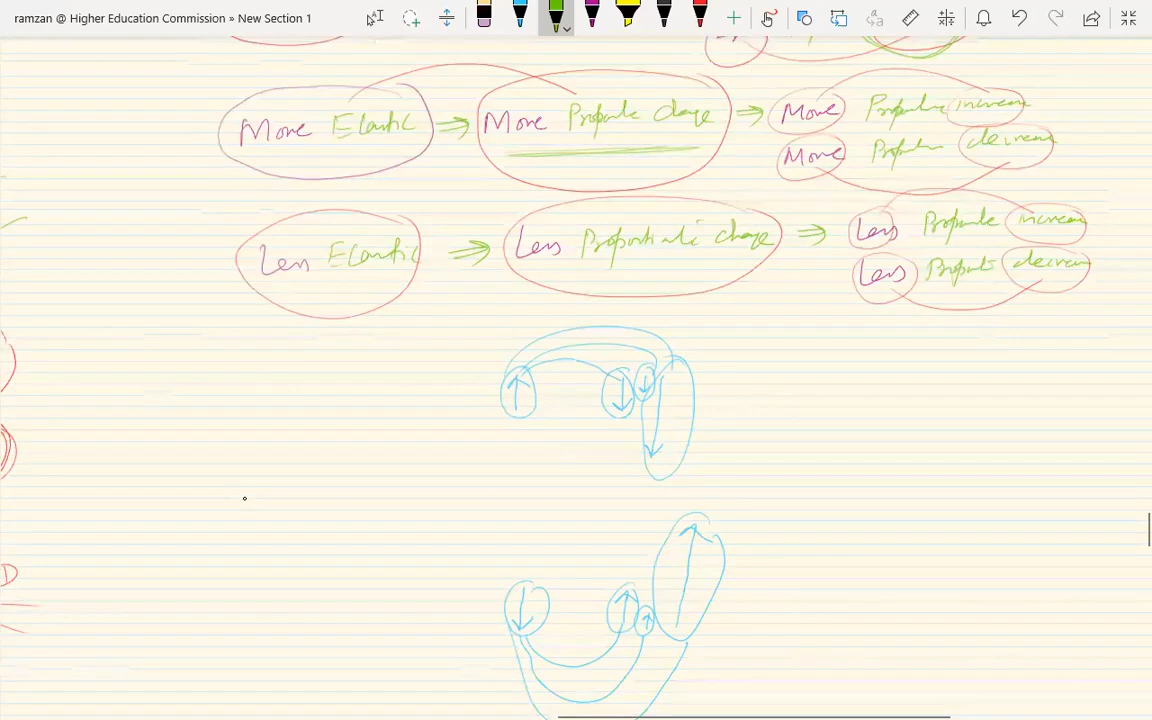 ramzan @ Higher Education Commission » New Section 1
More Elastic ⇒ More Proportionate change ⇒ More Proportionate increase
More Proportionate decrease
Less Elastic ⇒ Less Proportionate change ⇒ Less Proportionate increase
Less Proportionate decrease